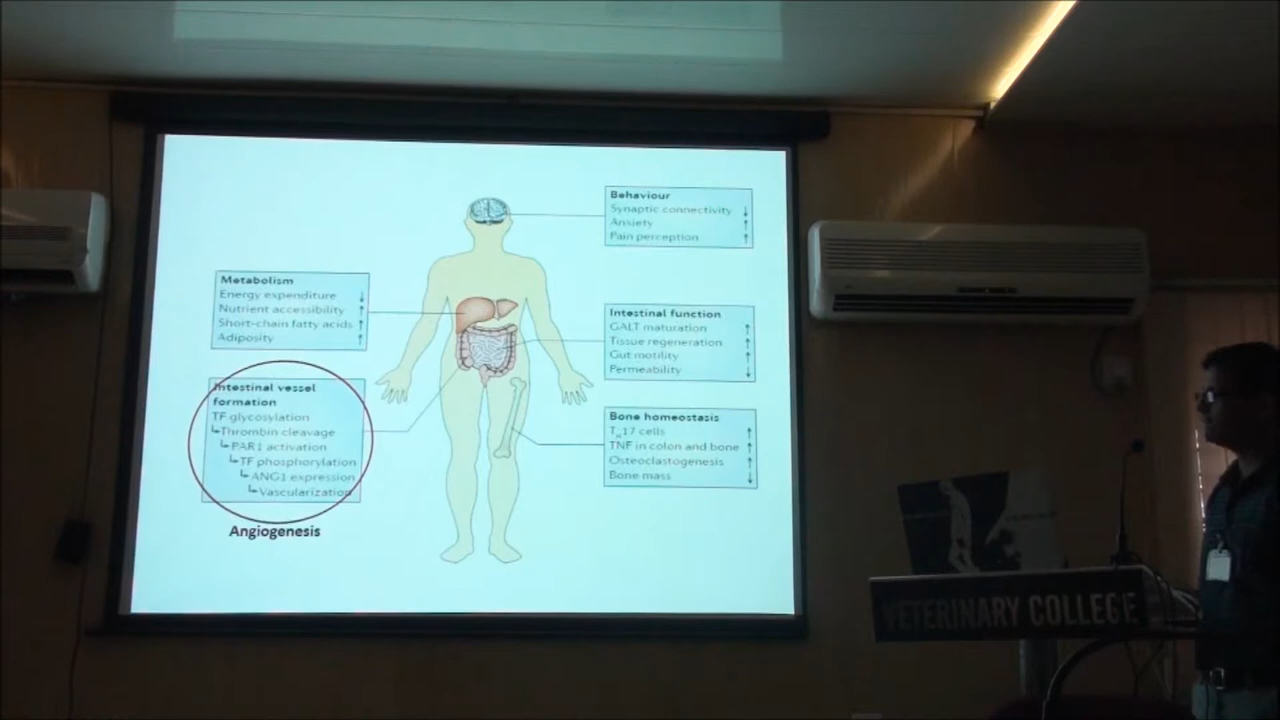 Behaviour
Synaptic connectivity ↓
Anxiety ↑
Pain perception ↑
Metabolism
Energy expenditure ↓
Nutrient accessibility ↑
Short-chain fatty acids ↑
Adiposity ↑
Intestinal function
GALT maturation ↑
Tissue regeneration ↑
Gut motility ↑
Permeability ↓
Intestinal vessel
formation
TF glycosylation
↳Thrombin cleavage
↳PAR1 activation
↳TF phosphorylation
↳ANG1 expression
↳Vascularization
Angiogenesis
Bone homeostasis
TH17 cells ↑
TNF in colon and bone ↑
Osteoclastogenesis ↑
Bone mass ↓
VETERINARY COLLEGE